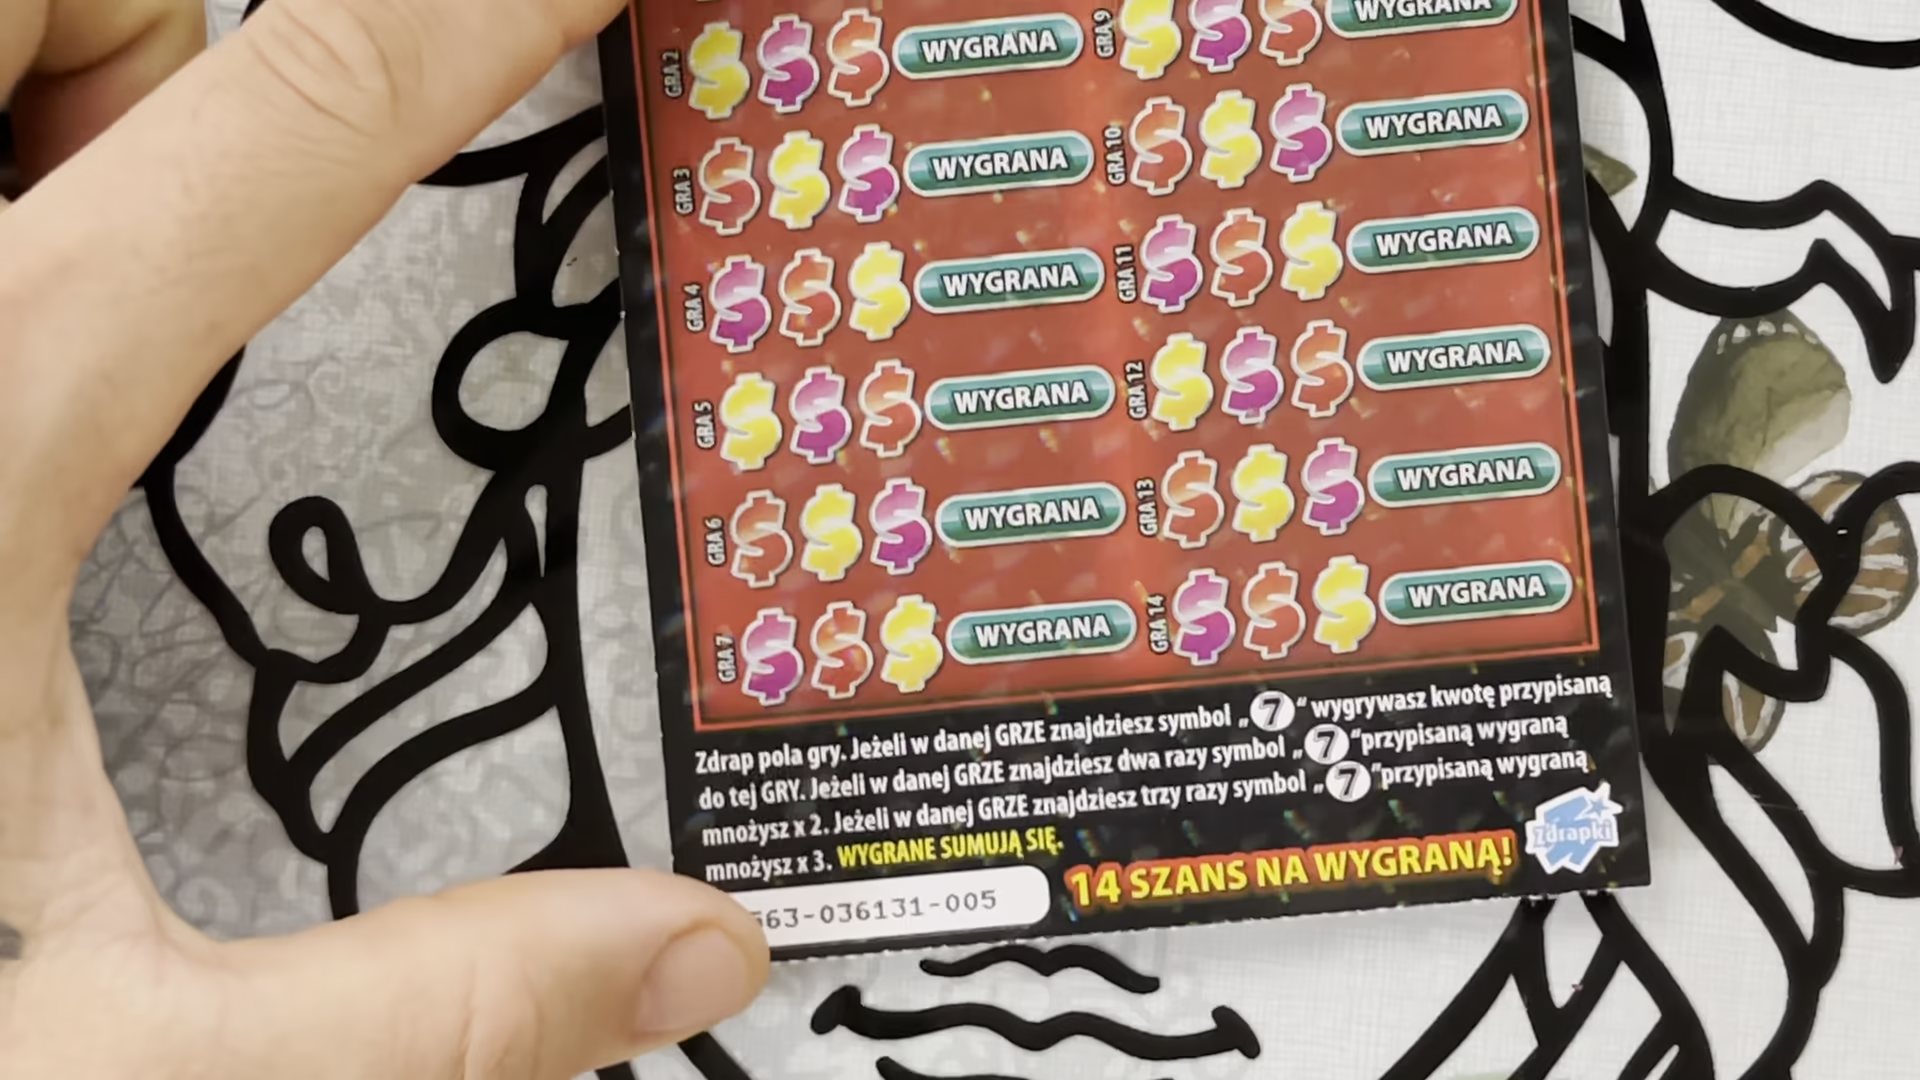 GRA 2 WYGRANA
GRA 3 WYGRANA
GRA 4 WYGRANA
GRA 5 WYGRANA
GRA 6 WYGRANA
GRA 7 WYGRANA
GRA 9 WYGRANA
GRA 10 WYGRANA
GRA 11 WYGRANA
GRA 12 WYGRANA
GRA 13 WYGRANA
GRA 14 WYGRANA
Zdrap pola gry. Jeżeli w danej GRZE znajdziesz symbol „7“ wygrywasz kwotę przypisaną
do tej GRY. Jeżeli w danej GRZE znajdziesz dwa razy symbol „7“przypisaną wygraną
mnożysz x 2. Jeżeli w danej GRZE znajdziesz trzy razy symbol „7“przypisaną wygraną
mnożysz x 3. WYGRANE SUMUJĄ SIĘ.
63-036131-005
14 SZANS NA WYGRANĄ!
Zdrapki